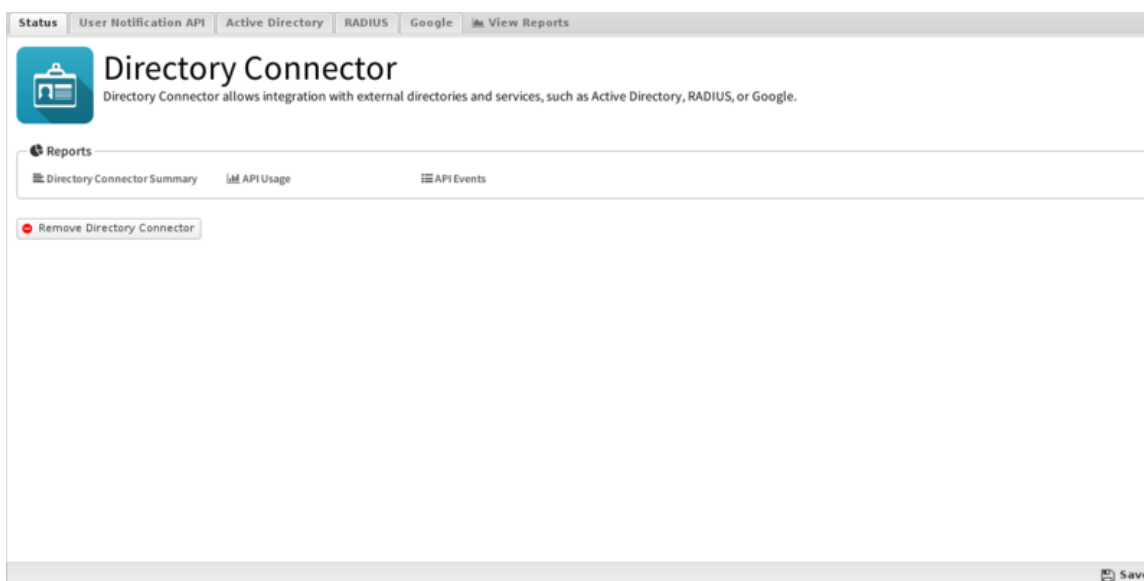 Status User Notification API Active Directory RADIUS Google View Reports
Directory Connector
Directory Connector allows integration with external directories and services, such as Active Directory, RADIUS, or Google.
Reports
Directory Connector Summary API Usage API Events
Remove Directory Connector
Save